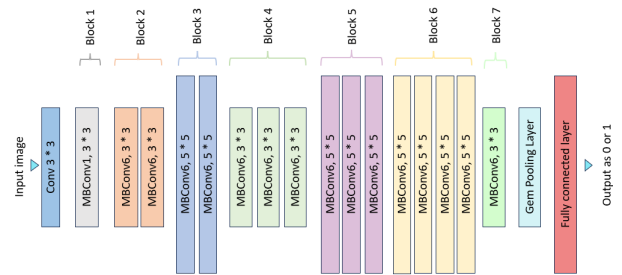 Block 1
Block 2
Block 3
Block 4
Block 5
Block 6
Block 7
Input image
Conv 3 * 3
MBConv1, 3 * 3
MBConv6, 3 * 3
MBConv6, 3 * 3
MBConv6, 5 * 5
MBConv6, 5 * 5
MBConv6, 3 * 3
MBConv6, 3 * 3
MBConv6, 3 * 3
MBConv6, 5 * 5
MBConv6, 5 * 5
MBConv6, 5 * 5
MBConv6, 5 * 5
MBConv6, 5 * 5
MBConv6, 5 * 5
MBConv6, 5 * 5
MBConv6, 3 * 3
Gem Pooling Layer
Fully connected layer
Output as 0 or 1